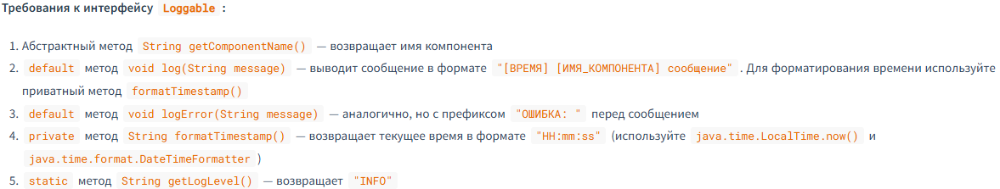 Требования к интерфейсу Loggable :
1. Абстрактный метод String getComponentName() — возвращает имя компонента
2. default метод void log(String message) — выводит сообщение в формате "[ВРЕМЯ] [ИМЯ_КОМПОНЕНТА] сообщение" . Для форматирования времени используйте
приватный метод formatTimestamp()
3. default метод void logError(String message) — аналогично, но с префиксом "ОШИБКА: " перед сообщением
4. private метод String formatTimestamp() — возвращает текущее время в формате "HH:mm:ss" (используйте java.time.LocalTime.now() и
java.time.format.DateTimeFormatter )
5. static метод String getLogLevel() — возвращает "INFO"